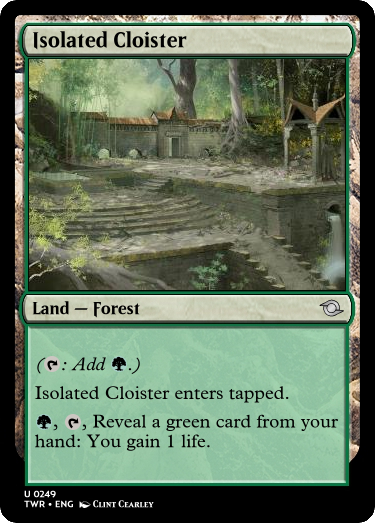 Isolated Cloister
Land — Forest
(: Add .)
Isolated Cloister enters tapped.
, , Reveal a green card from your
hand: You gain 1 life.
U 0249
TWR • ENG Clint Cearley